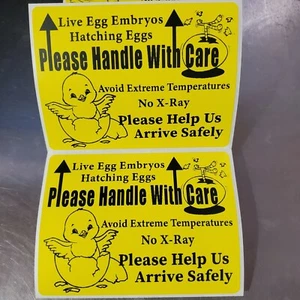 Live Egg Embryos
Hatching Eggs
Please Handle With Care
Avoid Extreme Temperatures
No X-Ray
Please Help Us
Arrive Safely
Live Egg Embryos
Hatching Eggs
Please Handle With Care
Avoid Extreme Temperatures
No X-Ray
Please Help Us
Arrive Safely